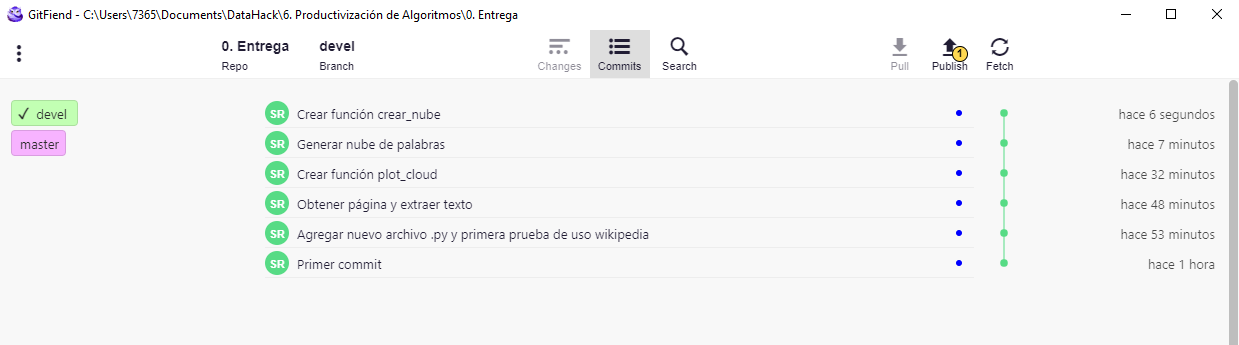 GitFiend - C:\Users\7365\Documents\DataHack\6. Productivización de Algoritmos\0. Entrega
0. Entrega
Repo
devel
Branch
Changes
Commits
Search
Pull
1
Publish
Fetch
✓ devel
master
SR Crear función crear_nube hace 6 segundos
SR Generar nube de palabras hace 7 minutos
SR Crear función plot_cloud hace 32 minutos
SR Obtener página y extraer texto hace 48 minutos
SR Agregar nuevo archivo .py y primera prueba de uso wikipedia hace 53 minutos
SR Primer commit hace 1 hora